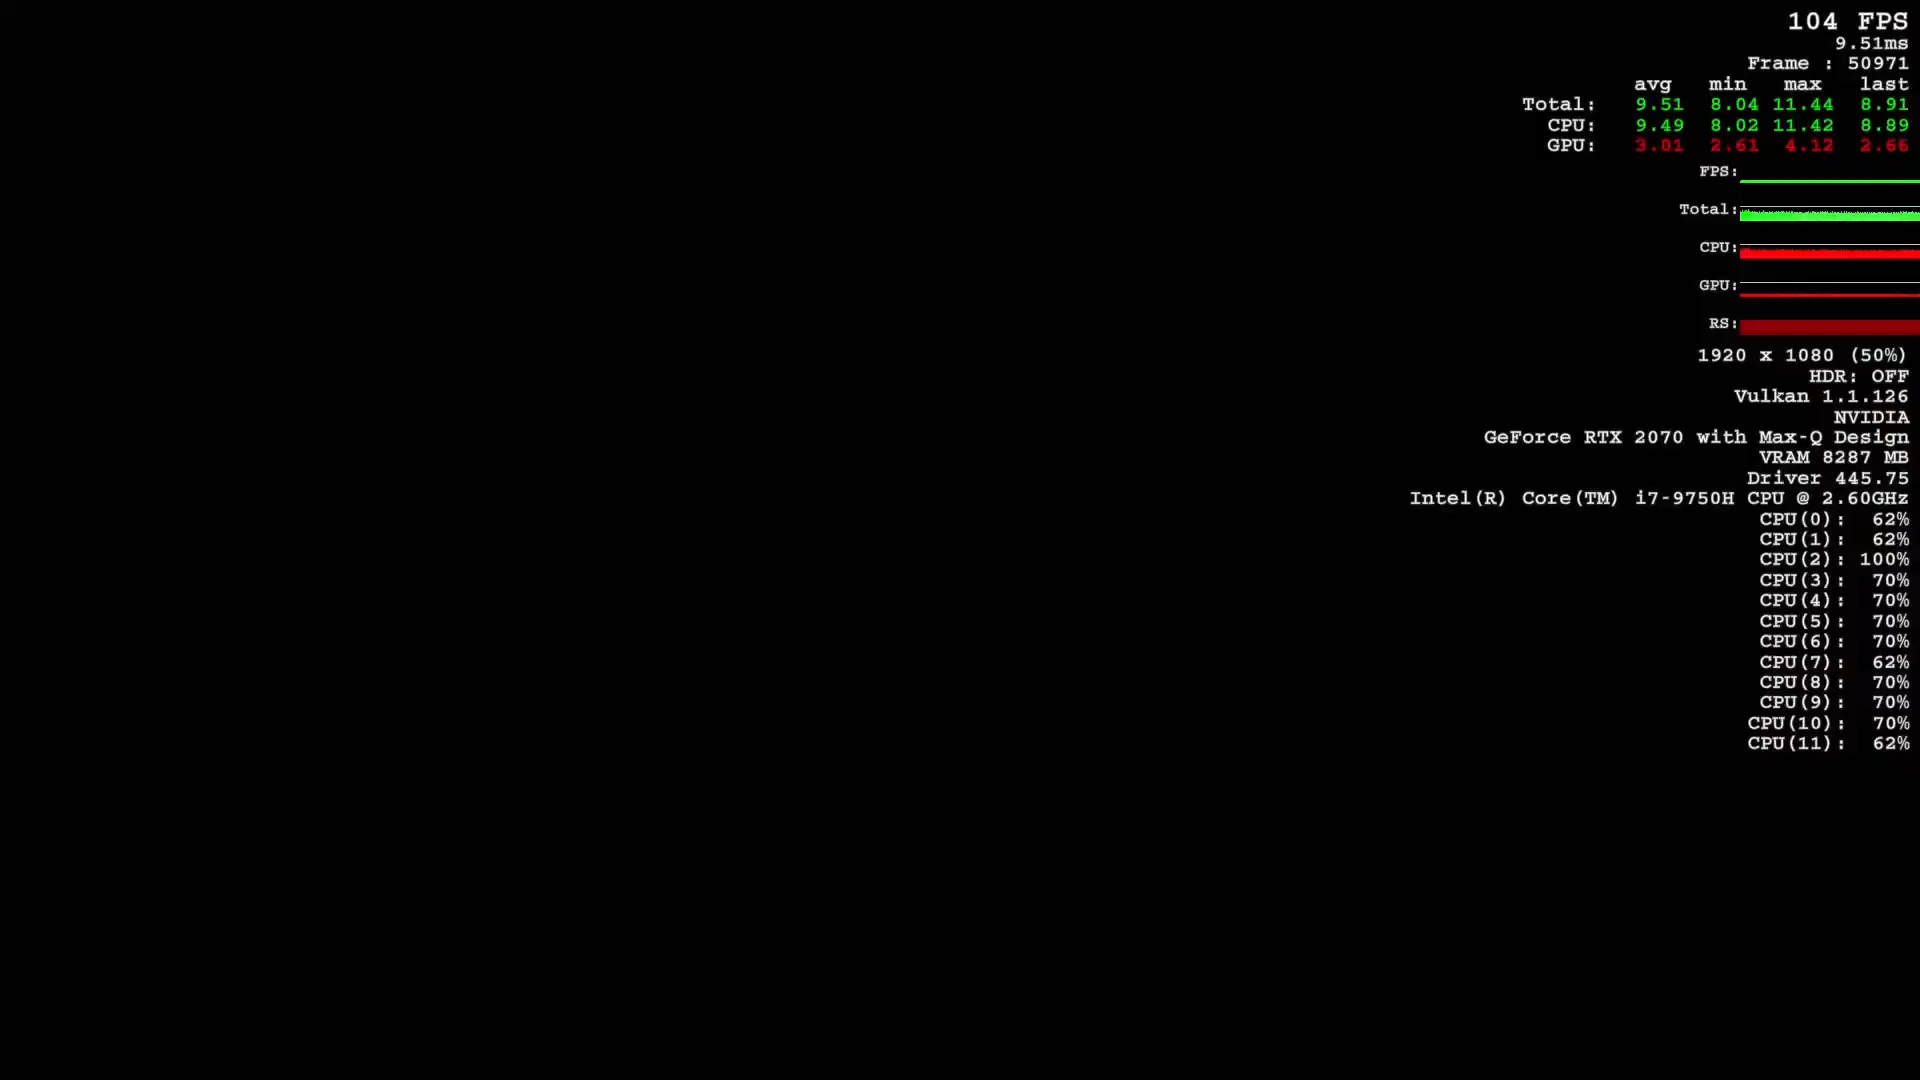 104 FPS
9.51ms
Frame : 50971
avg min max last
Total: 9.51 8.04 11.44 8.91
CPU: 9.49 8.02 11.42 8.89
GPU: 3.01 2.61 4.12 2.66
FPS:
Total:
CPU:
GPU:
RS:
1920 x 1080 (50%)
HDR: OFF
Vulkan 1.1.126
NVIDIA
GeForce RTX 2070 with Max-Q Design
VRAM 8287 MB
Driver 445.75
Intel(R) Core(TM) i7-9750H CPU @ 2.60GHz
CPU(0): 62%
CPU(1): 62%
CPU(2): 100%
CPU(3): 70%
CPU(4): 70%
CPU(5): 70%
CPU(6): 70%
CPU(7): 62%
CPU(8): 70%
CPU(9): 70%
CPU(10): 70%
CPU(11): 62%